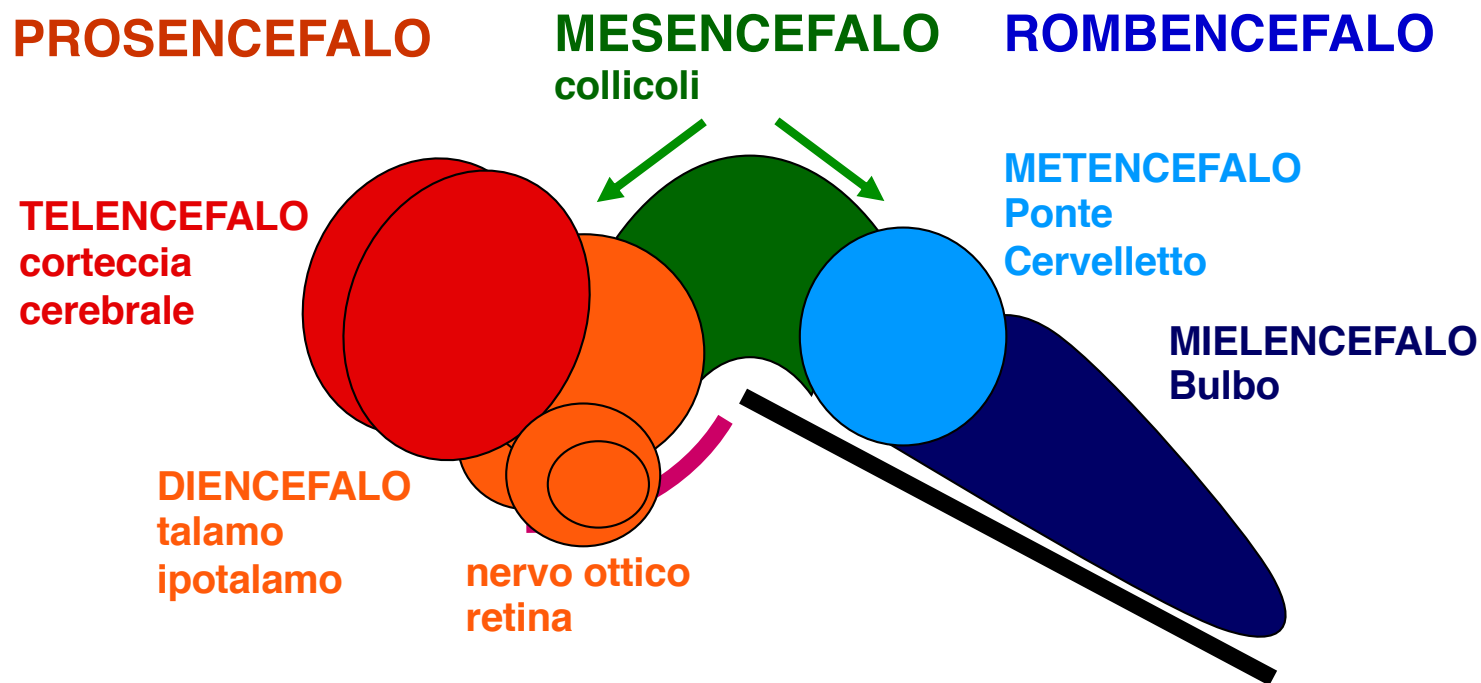 PROSENCEFALO
MESENCEFALO
collicoli
ROMBENCEFALO
TELENCEFALO
corteccia
cerebrale
METENCEFALO
Ponte
Cervelletto
MIELENCEFALO
Bulbo
DIENCEFALO
talamo
ipotalamo
nervo ottico
retina